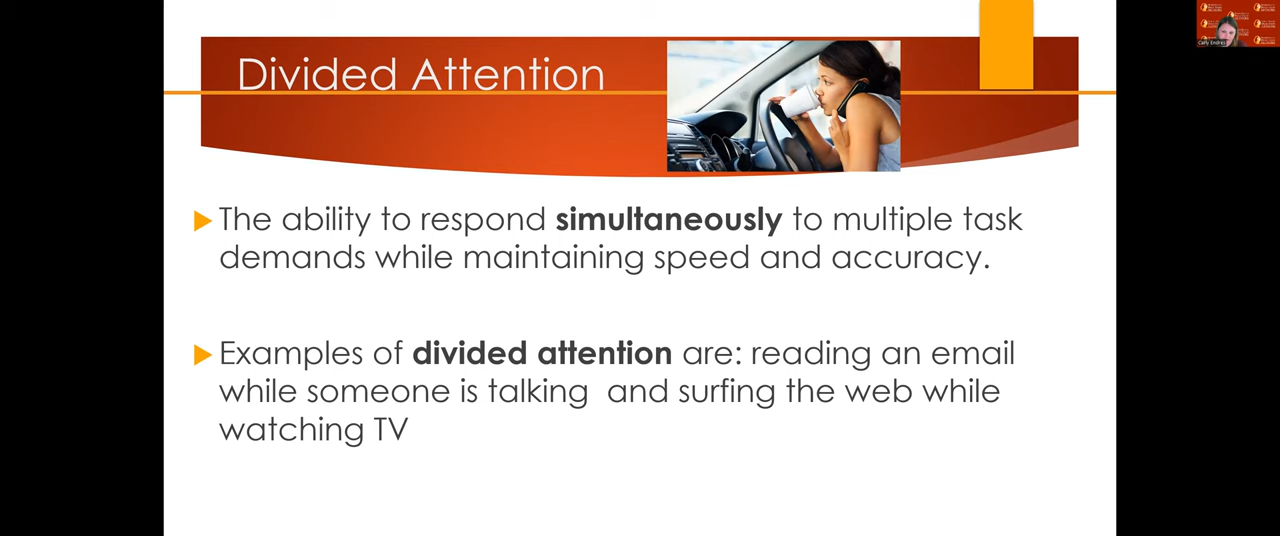 Divided Attention
The ability to respond simultaneously to multiple task
demands while maintaining speed and accuracy.
Examples of divided attention are: reading an email
while someone is talking  and surfing the web while
watching TV